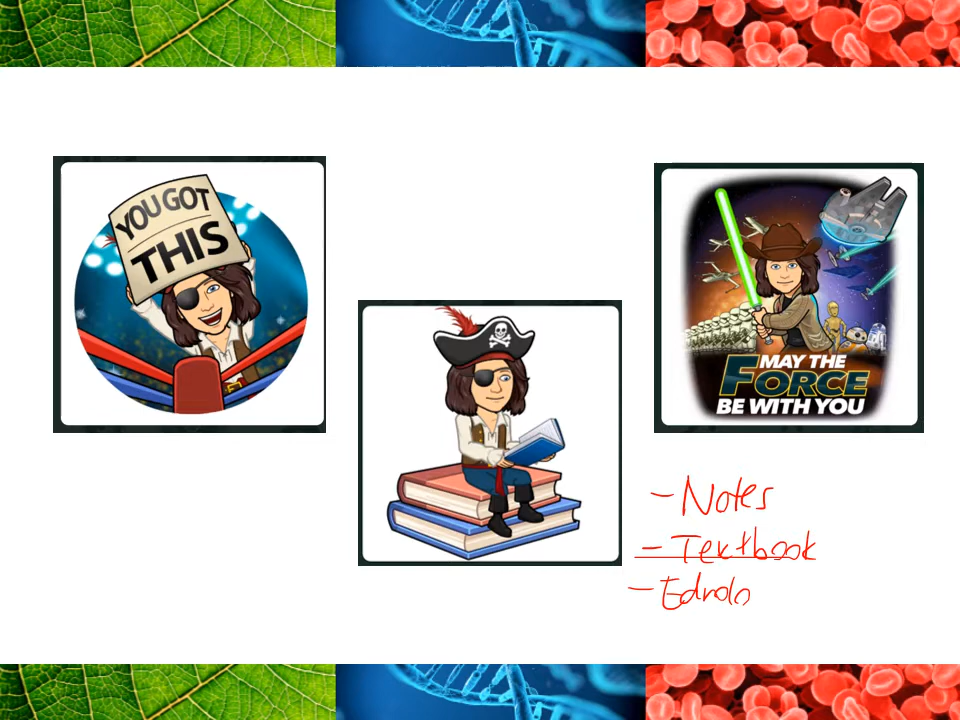 YOU GOT
THIS
MAY THE
FORCE
BE WITH YOU
- Notes
- Textbook
- Edrolo